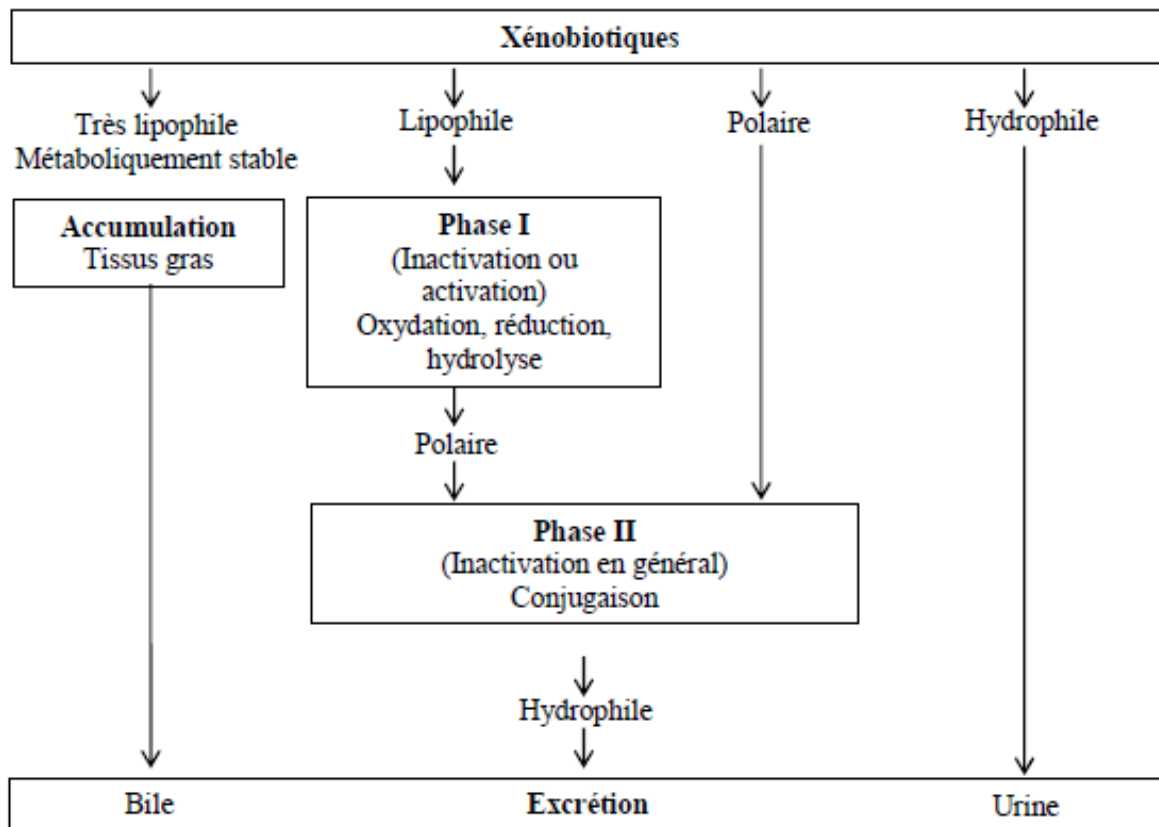 Xénobiotiques
Très lipophile
Métaboliquement stable
Lipophile
Polaire
Hydrophile
Accumulation
Tissus gras
Phase I
(Inactivation ou
activation)
Oxydation, réduction,
hydrolyse
Polaire
Phase II
(Inactivation en général)
Conjugaison
Hydrophile
Bile
Excrétion
Urine